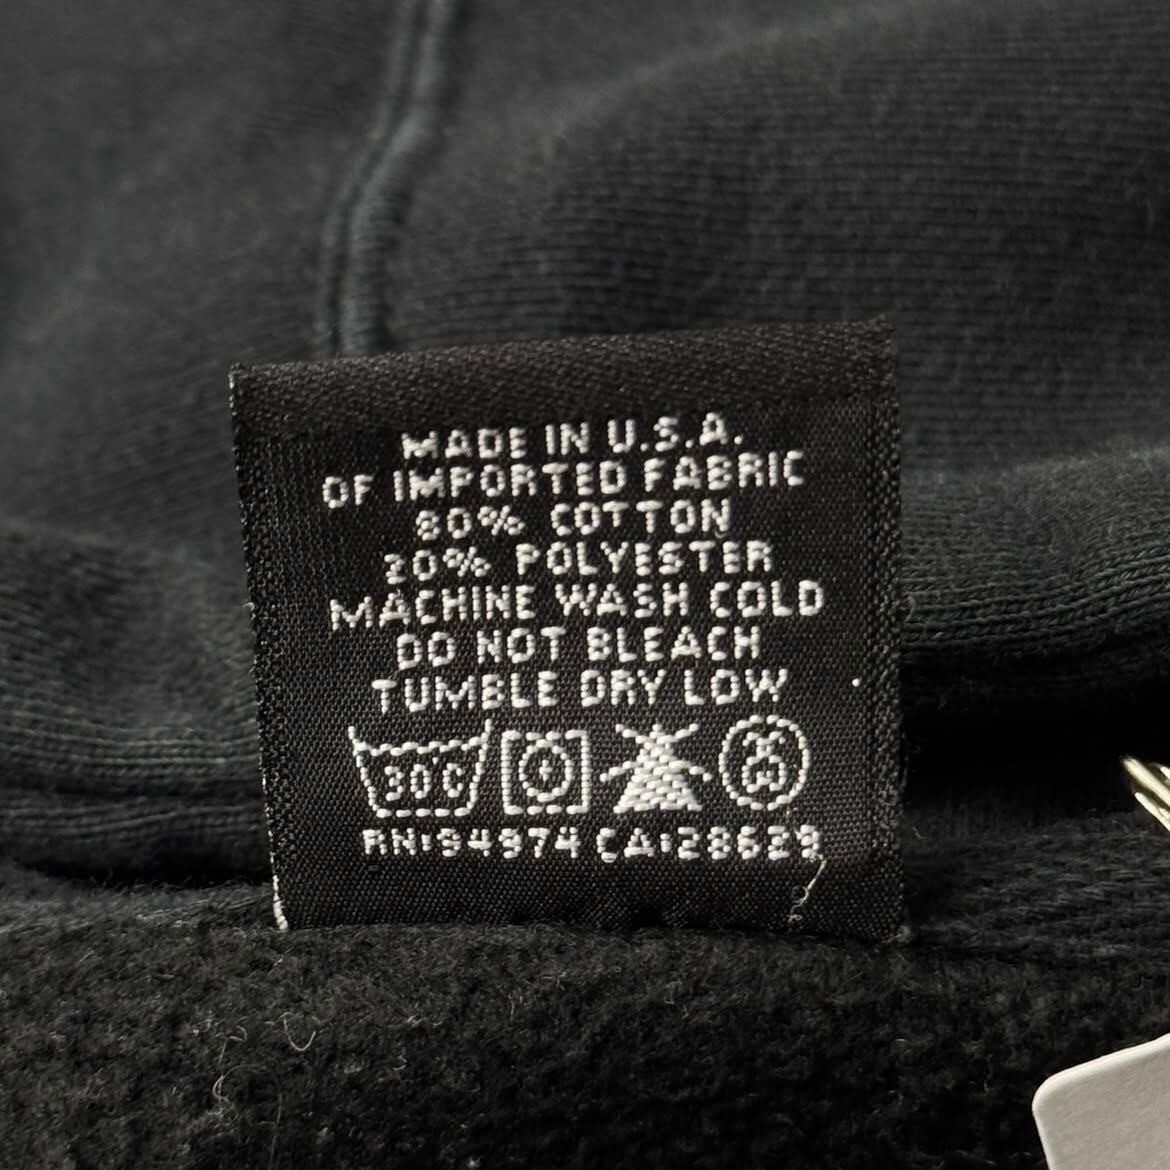 MADE IN U.S.A.
OF IMPORTED FABRIC
80% COTTON
20% POLYESTER
MACHINE WASH COLD
DO NOT BLEACH
TUMBLE DRY LOW
30°C
RN:94974 CA:28629